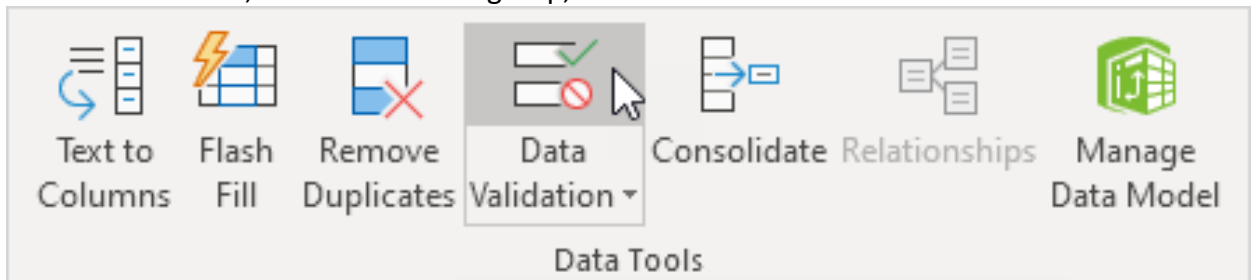 Text to Flash Remove Data Consolidate Relationships Manage
Columns Fill Duplicates Validation Data Model
Data Tools